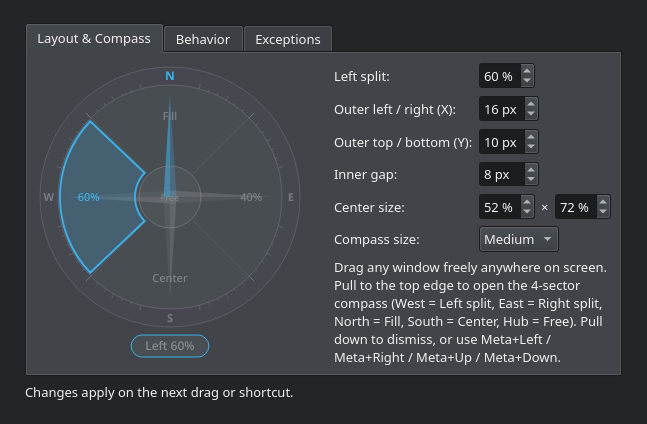 Layout & Compass
Behavior
Exceptions
N
Fill
W
60%
Free
40%
E
Center
S
Left 60%
Left split:
60 %
Outer left / right (X):
16 px
Outer top / bottom (Y):
10 px
Inner gap:
8 px
Center size:
52 %
×
72 %
Compass size:
Medium
Drag any window freely anywhere on screen.
Pull to the top edge to open the 4-sector
compass (West = Left split, East = Right split,
North = Fill, South = Center, Hub = Free). Pull
down to dismiss, or use Meta+Left /
Meta+Right / Meta+Up / Meta+Down.
Changes apply on the next drag or shortcut.